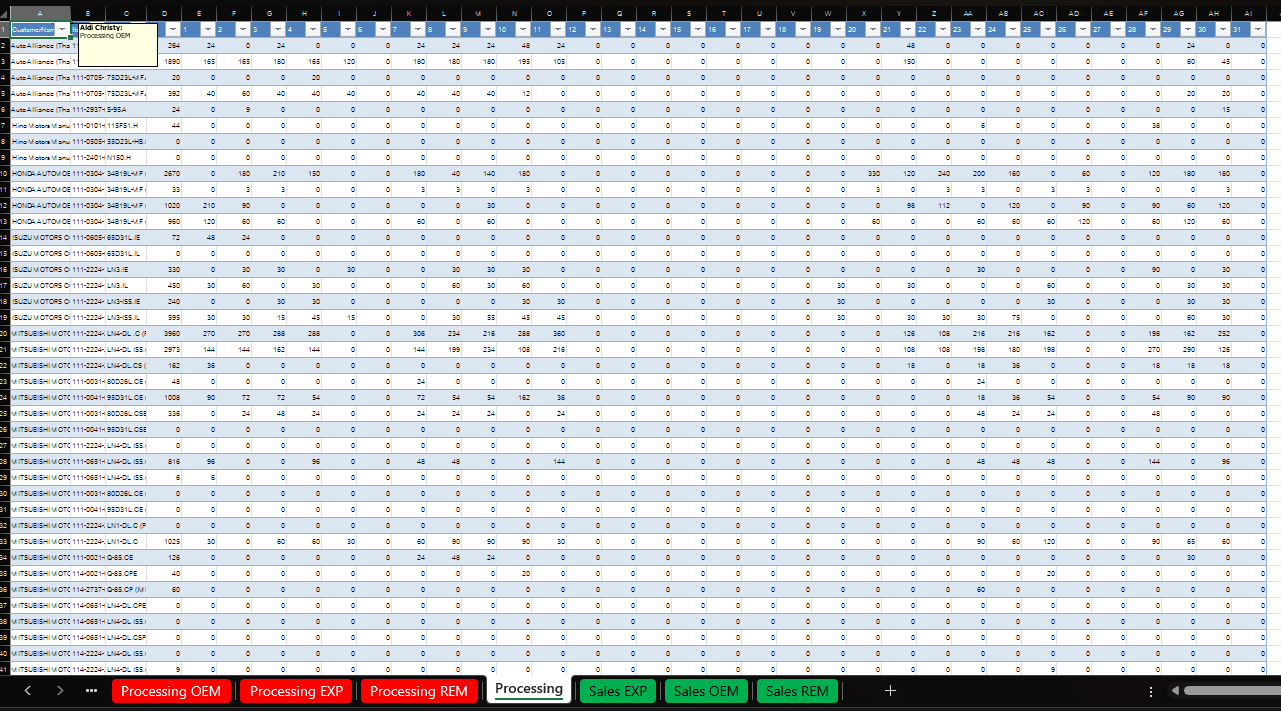 A B C D E F G H I J K L M N O P Q R S T U V W X Y Z AA AB AC AD AE AF AG AH AI
1 CustomerNam 1 2 3 4 5 6 7 8 9 10 11 12 13 14 15 16 17 18 19 20 21 22 23 24 25 26 27 28 29 30 31
Aldi Christy:
Processing OEM
2 AutoAlliance (Tha 264 24 0 24 0 0 0 24 24 24 48 24 0 0 0 0 0 0 0 0 0 48 0 0 0 0 0 0 0 24 0 0
3 AutoAlliance (Tha 1890 165 165 180 165 120 0 180 180 180 195 105 0 0 0 0 0 0 0 0 0 150 0 0 0 0 0 0 0 60 45 0
4 AutoAlliance (Tha 111-0705- 75D23L-MF 20 0 0 0 20 0 0 0 0 0 0 0 0 0 0 0 0 0 0 0 0 0 0 0 0 0 0 0 0 0 0 0
5 AutoAlliance (Tha 111-0705- 75D23L-MF 392 40 60 40 40 40 0 40 40 40 12 0 0 0 0 0 0 0 0 0 0 0 0 0 0 0 0 0 0 20 20 0
6 AutoAlliance (Tha 111-2937- S-95A 24 0 9 0 0 0 0 0 0 0 0 0 0 0 0 0 0 0 0 0 0 0 0 0 0 0 0 0 0 0 15 0
7 Hino Motors Manu 111-0101- 115F51.H 44 0 0 0 0 0 0 0 0 0 0 0 0 0 0 0 0 0 0 0 0 0 0 6 0 0 0 0 38 0 0 0
8 Hino Motors Manu 111-0505- 55D23L-HB. 0 0 0 0 0 0 0 0 0 0 0 0 0 0 0 0 0 0 0 0 0 0 0 0 0 0 0 0 0 0 0 0
9 Hino Motors Manu 111-2401- N150.H 0 0 0 0 0 0 0 0 0 0 0 0 0 0 0 0 0 0 0 0 0 0 0 0 0 0 0 0 0 0 0 0
10 HONDA AUTOMOB 111-0304- 34B19L-MF 2670 0 180 210 150 0 0 180 40 140 180 0 0 0 0 0 0 0 0 0 330 120 240 200 160 0 60 0 120 180 180 0
11 HONDA AUTOMOB 111-0304- 34B19L-MF 33 0 3 3 0 0 0 3 3 0 3 0 0 0 0 0 0 0 0 0 3 0 3 0 3 0 3 3 0 3 3 0
12 HONDA AUTOMOB 111-0304- 34B19L-MF 1020 210 90 0 0 0 0 0 0 30 0 0 0 0 0 0 0 0 0 0 0 98 112 0 120 0 90 0 90 60 120 0
13 HONDA AUTOMOB 111-0304- 34B19L-MF 960 120 60 60 0 0 0 60 0 60 0 0 0 0 0 0 0 0 0 0 60 0 0 60 60 60 120 0 60 120 60 0
14 ISUZU MOTORS 111-0605- 65D31L.IE 72 48 24 0 0 0 0 0 0 0 0 0 0 0 0 0 0 0 0 0 0 0 0 0 0 0 0 0 0 0 0 0
15 ISUZU MOTORS 111-0605- 65D31L.IL 0 0 0 0 0 0 0 0 0 0 0 0 0 0 0 0 0 0 0 0 0 0 0 0 0 0 0 0 0 0 0 0
16 ISUZU MOTORS 111-2224- LN3.IE 330 0 30 30 0 30 0 0 30 30 30 0 0 0 0 0 0 0 0 0 0 0 0 30 0 0 0 0 90 0 30 0
17 ISUZU MOTORS 111-2224- LN3.IL 450 30 60 0 30 0 0 0 60 30 60 0 0 0 0 0 0 0 0 30 0 30 0 0 0 60 0 0 0 30 30 0
18 ISUZU MOTORS 111-2224- LN3-ISS.IE 240 0 0 30 30 0 0 0 0 0 30 30 0 0 0 0 0 0 0 30 0 0 0 0 0 30 0 0 0 30 30 0
19 ISUZU MOTORS 111-2224- LN3-ISS.IL 595 30 30 15 45 15 0 0 30 55 45 45 0 0 0 0 0 0 0 30 0 30 30 30 75 0 0 0 0 60 30 0
20 MITSUBISHI MOTO 111-2224- LN4-DL .C (F 3960 270 270 288 288 0 0 306 234 216 288 360 0 0 0 0 0 0 0 0 0 126 108 216 216 162 0 0 198 162 252 0
21 MITSUBISHI MOTO 111-2224- LN4-DL ISS. 2973 144 144 162 144 0 0 144 199 234 108 216 0 0 0 0 0 0 0 0 0 108 108 198 180 198 0 0 270 290 126 0
22 MITSUBISHI MOTO 111-2224- LN4-DL.CS ( 162 36 0 0 0 0 0 0 0 0 0 0 0 0 0 0 0 0 0 0 0 18 0 18 36 0 0 0 18 18 18 0
23 MITSUBISHI MOTO 111-0031- 80D26L.CE ( 48 0 0 0 0 0 0 24 0 0 0 0 0 0 0 0 0 0 0 0 0 0 0 24 0 0 0 0 0 0 0 0
24 MITSUBISHI MOTO 111-0041- 95D31L.CE ( 1008 90 72 72 54 0 0 72 54 54 162 36 0 0 0 0 0 0 0 0 0 0 0 18 36 54 0 0 54 90 90 0
25 MITSUBISHI MOTO 111-0031- 80D26L.CSE 336 0 24 48 24 0 0 24 24 24 0 24 0 0 0 0 0 0 0 0 0 0 0 48 24 24 0 0 48 0 0 0
26 MITSUBISHI MOTO 111-0041- 95D31L.CSE 0 0 0 0 0 0 0 0 0 0 0 0 0 0 0 0 0 0 0 0 0 0 0 0 0 0 0 0 0 0 0 0
27 MITSUBISHI MOTO 111-2224- LN4-DL ISS. 0 0 0 0 0 0 0 0 0 0 0 0 0 0 0 0 0 0 0 0 0 0 0 0 0 0 0 0 0 0 0 0
28 MITSUBISHI MOTO 111-0651- LN4-DL ISS. 816 96 0 0 96 0 0 48 48 0 0 144 0 0 0 0 0 0 0 0 0 0 0 48 48 48 0 0 144 0 96 0
29 MITSUBISHI MOTO 111-0651- LN4-DL ISS. 6 6 0 0 0 0 0 0 0 0 0 0 0 0 0 0 0 0 0 0 0 0 0 0 0 0 0 0 0 0 0 0
30 MITSUBISHI MOTO 111-0031- 80D26L.CE 0 0 0 0 0 0 0 0 0 0 0 0 0 0 0 0 0 0 0 0 0 0 0 0 0 0 0 0 0 0 0 0
31 MITSUBISHI MOTO 111-0041- 95D31L.CE ( 0 0 0 0 0 0 0 0 0 0 0 0 0 0 0 0 0 0 0 0 0 0 0 0 0 0 0 0 0 0 0 0
32 MITSUBISHI MOTO 111-2224- LN1-DL.C (P 0 0 0 0 0 0 0 0 0 0 0 0 0 0 0 0 0 0 0 0 0 0 0 0 0 0 0 0 0 0 0 0
33 MITSUBISHI MOTO 111-2224- LN1-DL.C 1025 30 0 60 60 30 0 60 90 90 90 30 0 0 0 0 0 0 0 0 0 0 0 90 60 120 0 0 90 65 60 0
34 MITSUBISHI MOTO 111-0021- Q-85.CE 126 0 0 0 0 0 0 24 48 24 0 0 0 0 0 0 0 0 0 0 0 0 0 0 0 0 0 0 0 30 0 0
35 MITSUBISHI MOTO 114-0021- Q-85.CPE 40 0 0 0 0 0 0 0 0 0 20 0 0 0 0 0 0 0 0 0 0 0 0 0 0 20 0 0 0 0 0 0
36 MITSUBISHI MOTO 114-2737- Q-85.CP (MI 60 0 0 0 0 0 0 0 0 0 0 0 0 0 0 0 0 0 0 0 0 0 0 60 0 0 0 0 0 0 0 0
37 MITSUBISHI MOTO 114-0651- LN4-DL.CPE 0 0 0 0 0 0 0 0 0 0 0 0 0 0 0 0 0 0 0 0 0 0 0 0 0 0 0 0 0 0 0 0
38 MITSUBISHI MOTO 114-0651- LN4-DL ISS. 0 0 0 0 0 0 0 0 0 0 0 0 0 0 0 0 0 0 0 0 0 0 0 0 0 0 0 0 0 0 0 0
39 MITSUBISHI MOTO 114-0651- LN4-DL.CSP 0 0 0 0 0 0 0 0 0 0 0 0 0 0 0 0 0 0 0 0 0 0 0 0 0 0 0 0 0 0 0 0
40 MITSUBISHI MOTO 114-2224- LN4-DL ISS. 0 0 0 0 0 0 0 0 0 0 0 0 0 0 0 0 0 0 0 0 0 0 0 0 0 0 0 0 0 0 0 0
41 MITSUBISHI MOTO 114-2224- LN4-DL ISS. 9 0 0 0 0 0 0 0 0 0 0 0 0 0 0 0 0 0 0 0 0 0 0 0 0 9 0 0 0 0 0 0
Processing OEM Processing EXP Processing REM Processing Sales EXP Sales OEM Sales REM